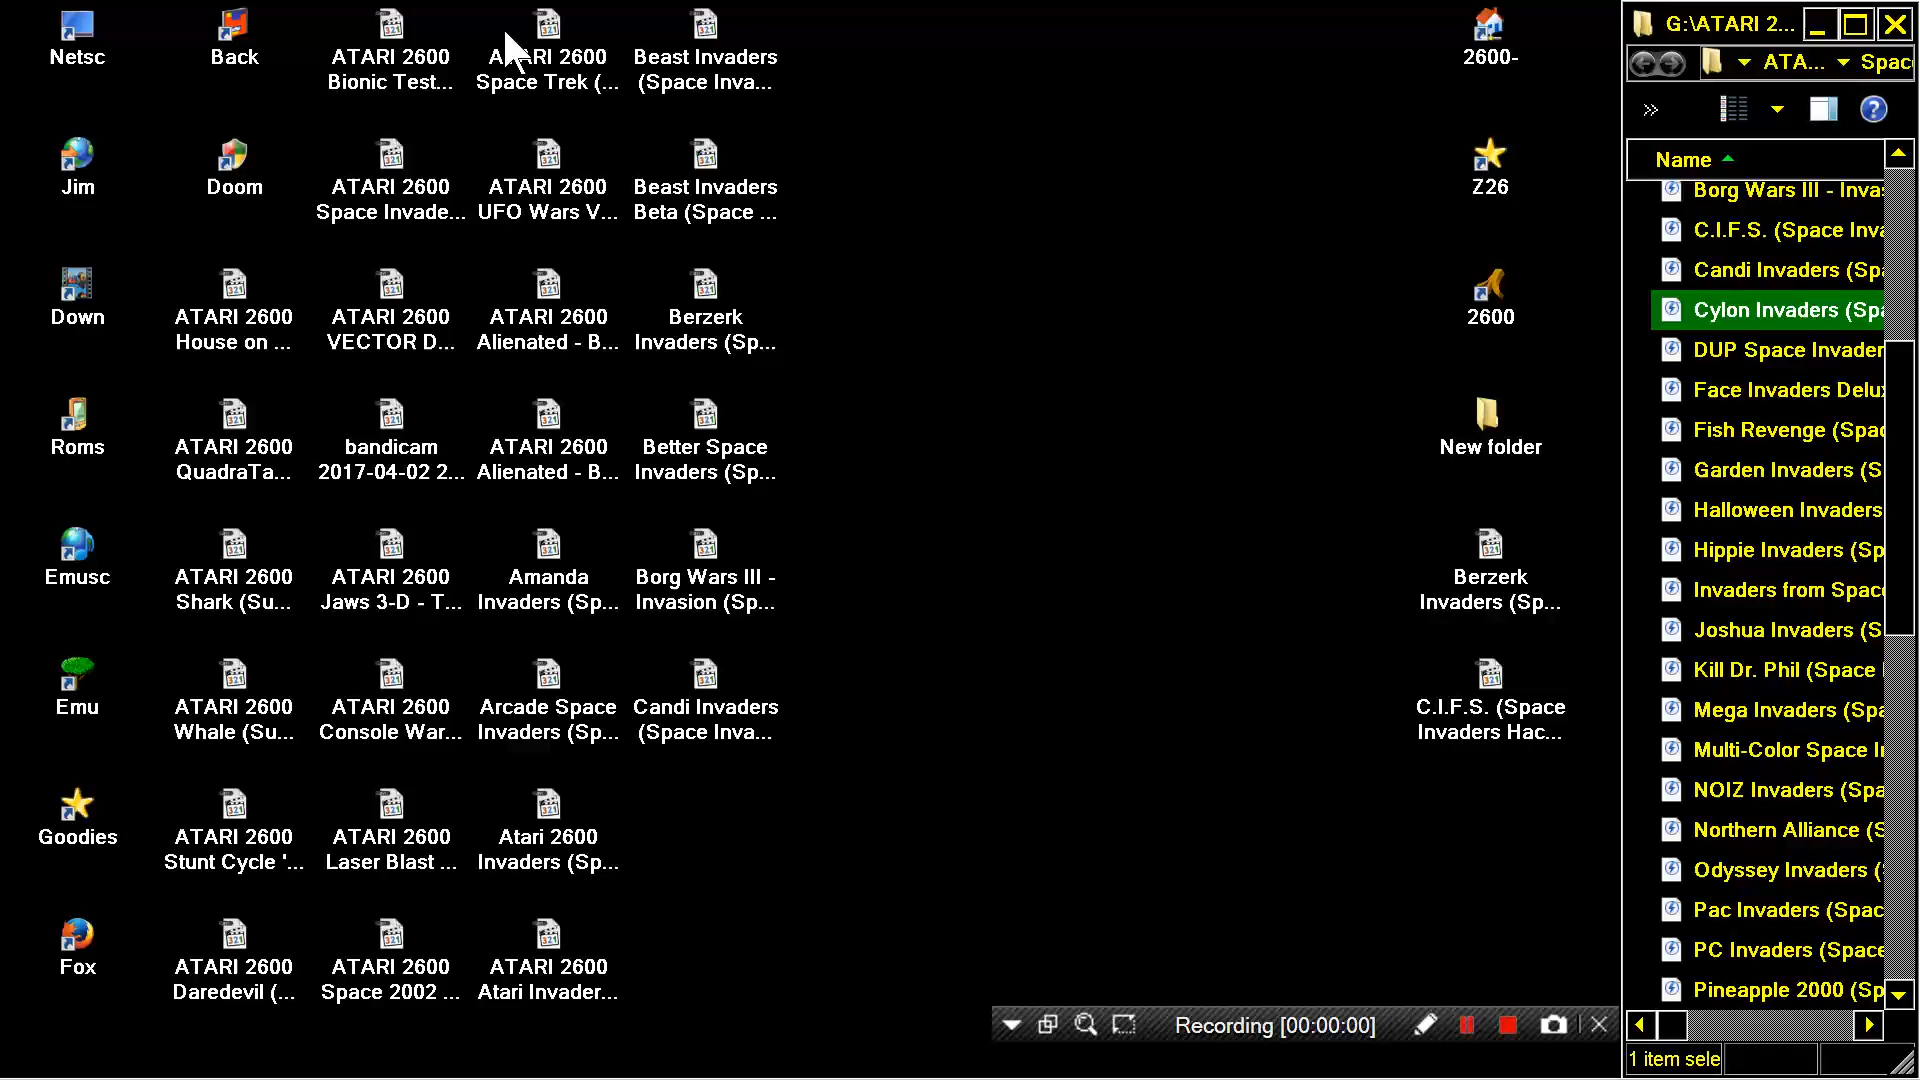 Netsc
Back
ATARI 2600
Bionic Test...
ATARI 2600
Space Trek (...
Beast Invaders
(Space Inva...
2600-
Jim
Doom
ATARI 2600
Space Invade...
ATARI 2600
UFO Wars V...
Beast Invaders
Beta (Space ...
Z26
Down
ATARI 2600
House on ...
ATARI 2600
VECTOR D...
ATARI 2600
Alienated - B...
Berzerk
Invaders (Sp...
2600
Roms
ATARI 2600
QuadraTa...
bandicam
2017-04-02 2...
ATARI 2600
Alienated - B...
Better Space
Invaders (Sp...
New folder
Emusc
ATARI 2600
Shark (Su...
ATARI 2600
Jaws 3-D - T...
Amanda
Invaders (Sp...
Borg Wars III -
Invasion (Sp...
Berzerk
Invaders (Sp...
Emu
ATARI 2600
Whale (Su...
ATARI 2600
Console War...
Arcade Space
Invaders (Sp...
Candi Invaders
(Space Inva...
C.I.F.S. (Space
Invaders Hac...
Goodies
ATARI 2600
Stunt Cycle '...
ATARI 2600
Laser Blast ...
Atari 2600
Invaders (Sp...
Fox
ATARI 2600
Daredevil (...
ATARI 2600
Space 2002 ...
ATARI 2600
Atari Invader...
Recording [00:00:00]
G:\ATARI 2...
ATA... Spac
Name
Borg Wars III - Inva
C.I.F.S. (Space Inva
Candi Invaders (Spa
Cylon Invaders (Spa
DUP Space Invader
Face Invaders Delu
Fish Revenge (Spac
Garden Invaders (S
Halloween Invaders
Hippie Invaders (Sp
Invaders from Space
Joshua Invaders (S
Kill Dr. Phil (Space
Mega Invaders (Spa
Multi-Color Space I
NOIZ Invaders (Spa
Northern Alliance (S
Odyssey Invaders (
Pac Invaders (Spac
PC Invaders (Space
Pineapple 2000 (Sp
1 item sele